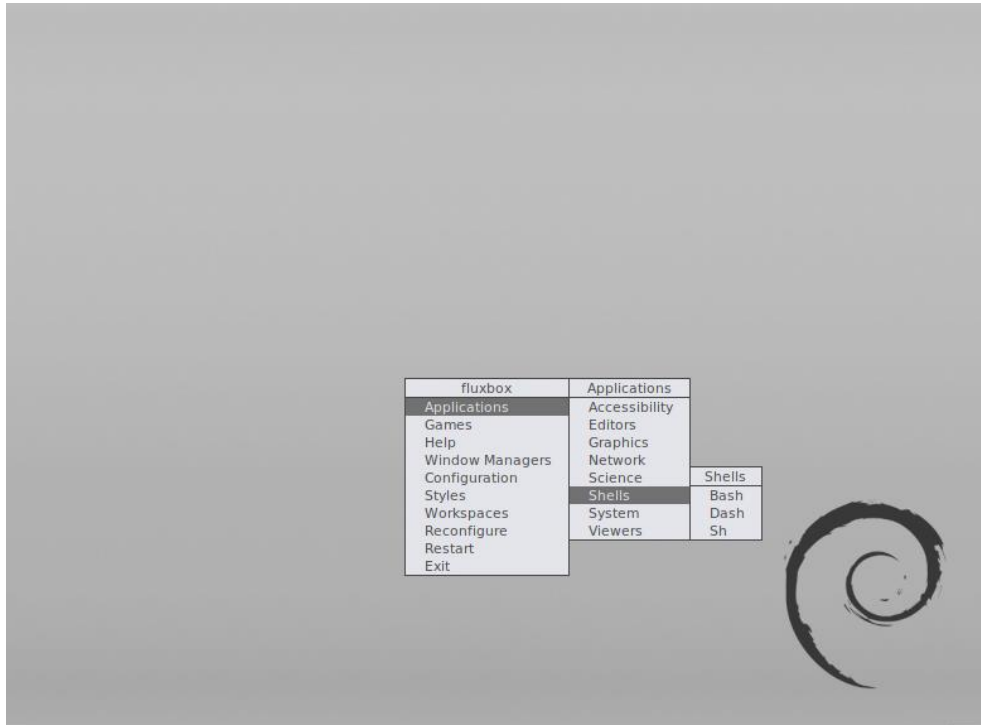 fluxbox
Applications
Games
Help
Window Managers
Configuration
Styles
Workspaces
Reconfigure
Restart
Exit
Applications
Accessibility
Editors
Graphics
Network
Science
Shells
System
Viewers
Shells
Bash
Dash
Sh